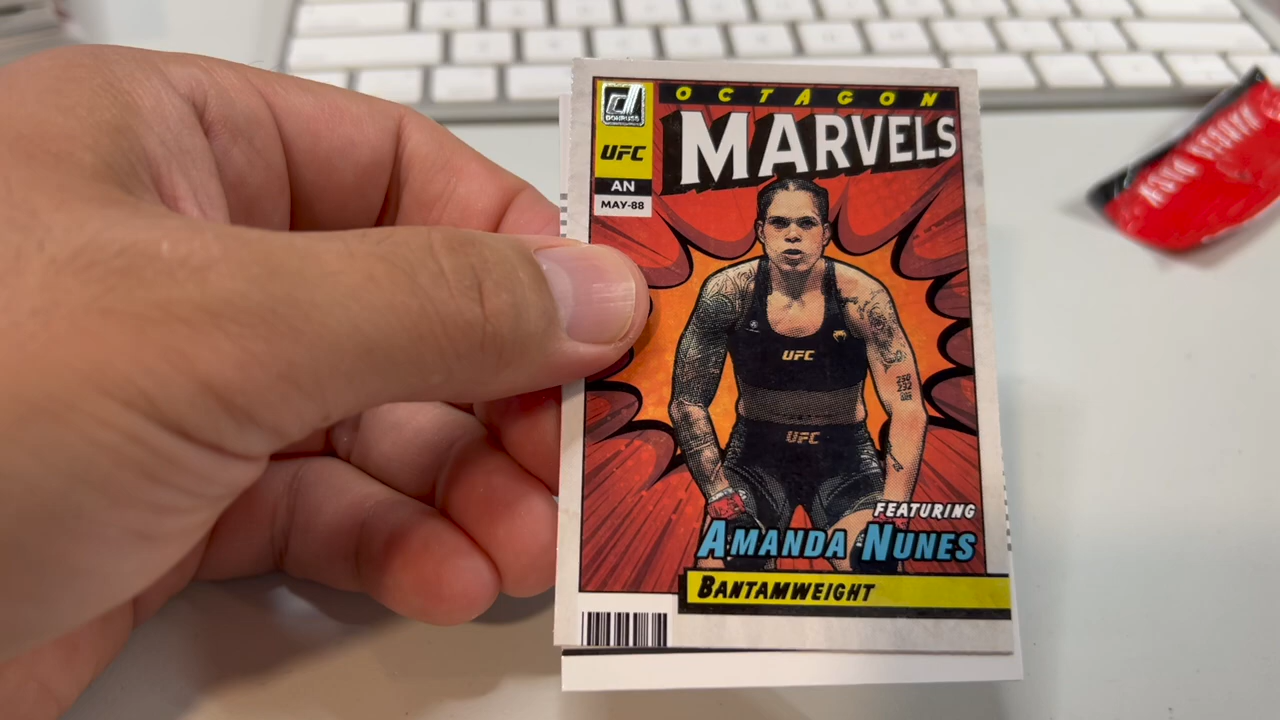 OCTAGON
MARVELS
DONRUSS
UFC
AN
MAY-88
UFC
UFC
FEATURING
AMANDA NUNES
BANTAMWEIGHT